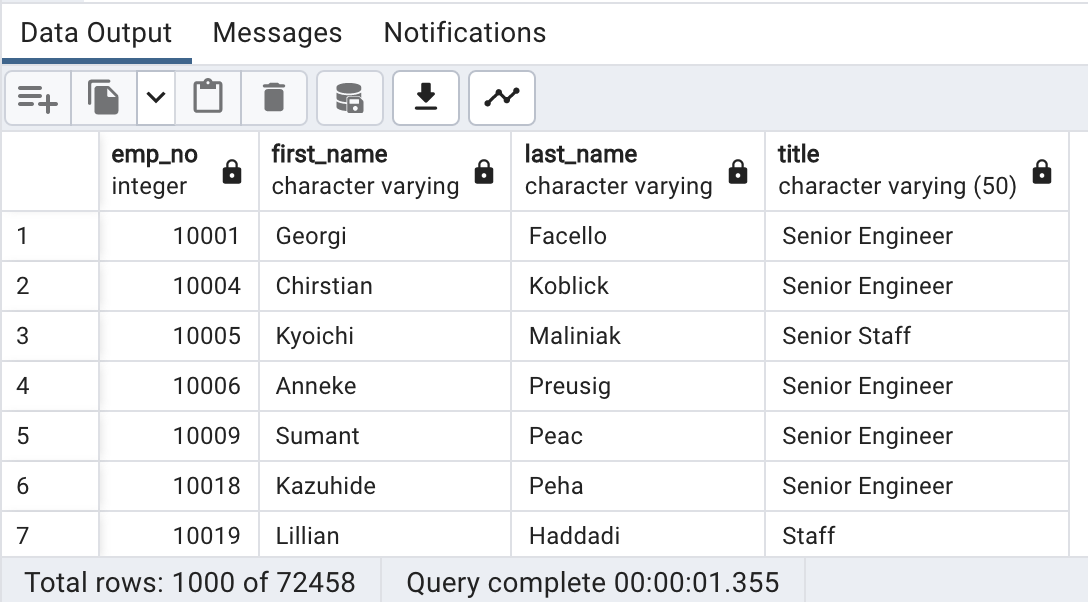 Data Output Messages Notifications
emp_no first_name last_name title
integer character varying character varying character varying (50)
1 10001 Georgi Facello Senior Engineer
2 10004 Chirstian Koblick Senior Engineer
3 10005 Kyoichi Maliniak Senior Staff
4 10006 Anneke Preusig Senior Engineer
5 10009 Sumant Peac Senior Engineer
6 10018 Kazuhide Peha Senior Engineer
7 10019 Lillian Haddadi Staff
Total rows: 1000 of 72458 Query complete 00:00:01.355